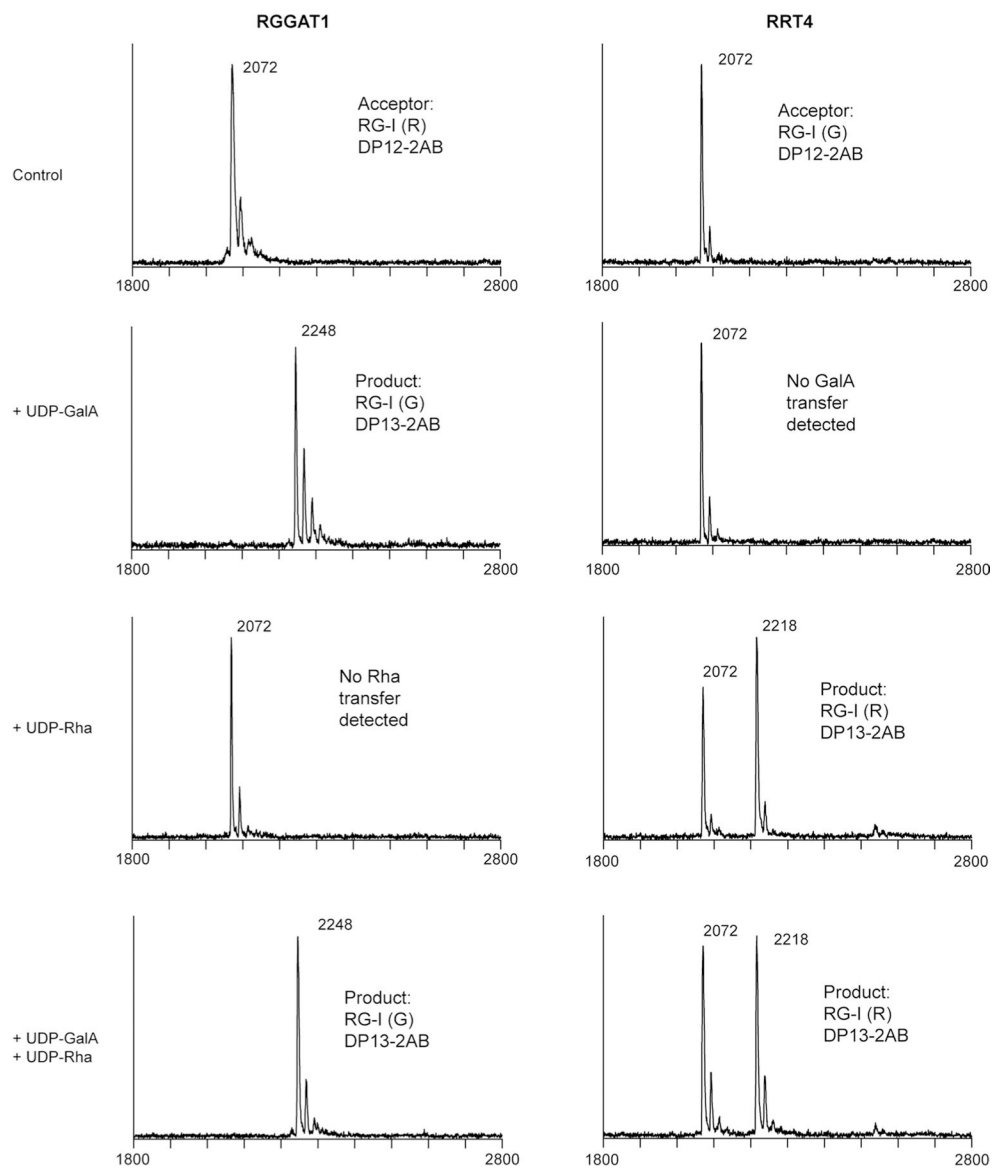 RGGAT1
RRT4
Control
2072
Acceptor:
RG-I (R)
DP12-2AB
1800
2800
2072
Acceptor:
RG-I (G)
DP12-2AB
1800
2800
+ UDP-GalA
2248
Product:
RG-I (G)
DP13-2AB
1800
2800
2072
No GalA
transfer
detected
1800
2800
+ UDP-Rha
2072
No Rha
transfer
detected
1800
2800
2072
2218
Product:
RG-I (R)
DP13-2AB
1800
2800
+ UDP-GalA
+ UDP-Rha
2248
Product:
RG-I (G)
DP13-2AB
1800
2800
2072
2218
Product:
RG-I (R)
DP13-2AB
1800
2800